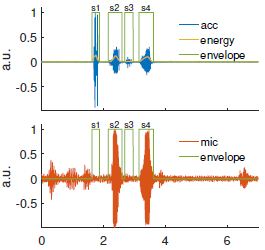 s1 s2 s3 s4
1
0.5
0
-0.5
a.u.
acc
energy
envelope
s1 s2 s3 s4
1
0.5
0
-0.5
a.u.
mic
envelope
0 2 4 6